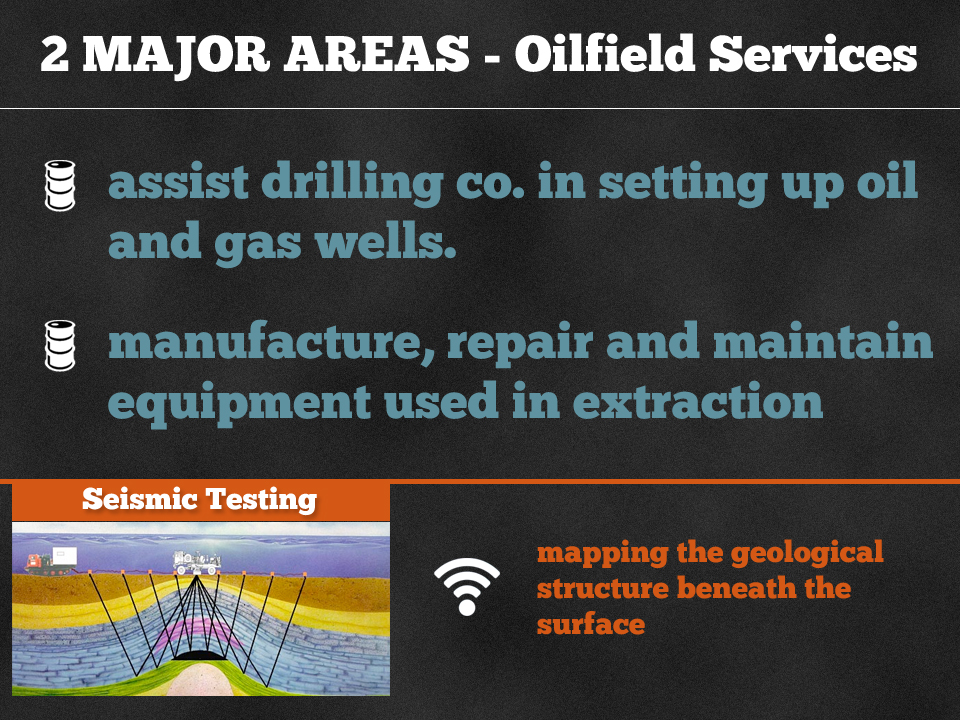 2 MAJOR AREAS - Oilfield Services
assist drilling co. in setting up oil
and gas wells.
manufacture, repair and maintain
equipment used in extraction
Seismic Testing
mapping the geological
structure beneath the
surface